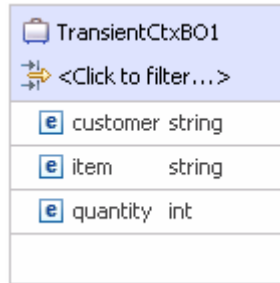 TransientCtxBO1
<Click to filter...>
e customer string
e item string
e quantity int